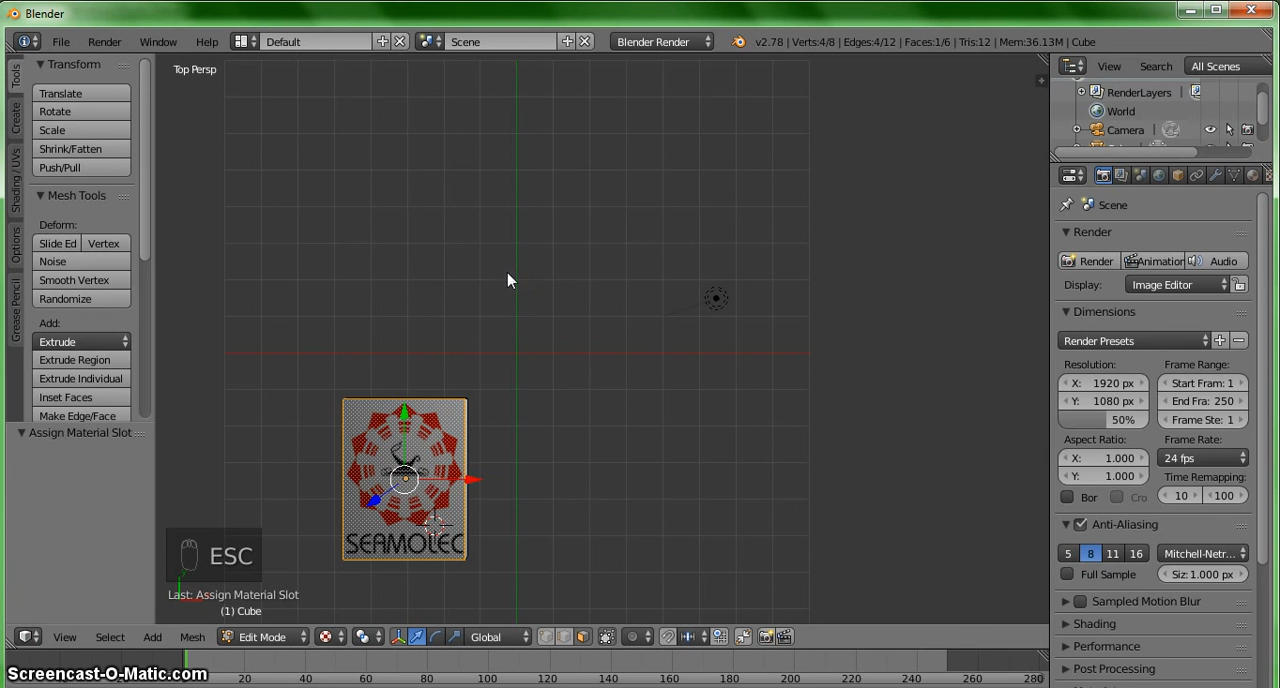 Blender
File Render Window Help Default Scene Blender Render v2.78 | Verts:4/8 | Edges:4/12 | Faces:1/6 | Tris:12 | Mem:36.13M | Cube
Tools
Create
Shading / UVs
Options
Grease Pencil
Transform
Translate
Rotate
Scale
Shrink/Fatten
Push/Pull
Mesh Tools
Deform:
Slide Ed Vertex
Noise
Smooth Vertex
Randomize
Add:
Extrude
Extrude Region
Extrude Individual
Inset Faces
Make Edge/Face
Assign Material Slot
Top Persp
SEAMOLEC
ESC
Last: Assign Material Slot
(1) Cube
View Select Add Mesh Edit Mode Global
20 40 60 80 100 120 140 160 180 200 220 240 260 280
View Search All Scenes
RenderLayers
World
Camera
Scene
Render
Render Animation Audio
Display: Image Editor
Dimensions
Render Presets
Resolution: Frame Range:
X: 1920 px Start Fram: 1
Y: 1080 px End Fra: 250
50% Frame Ste: 1
Aspect Ratio: Frame Rate:
X: 1.000 24 fps
Y: 1.000 Time Remapping:
Bor Cro 10 100
Anti-Aliasing
5 8 11 16 Mitchell-Netr...
Full Sample Siz: 1.000 px
Sampled Motion Blur
Shading
Performance
Post Processing
Screencast-O-Matic.com